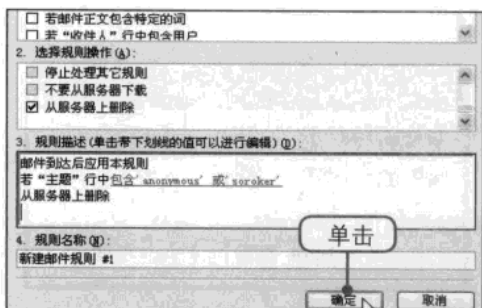 若邮件正文包含特定的词
若“收件人”行中包含用户
2. 选择规则操作(A):
停止处理其它规则
不要从服务器下载
从服务器上删除
3. 规则描述(单击带下划线的值可以进行编辑)(D):
邮件到达后应用本规则
若“主题”行中包含'anonymous' 或'soroker'
从服务器上删除
4. 规则名称(N):
新建邮件规则 #1
单击
确定
取消